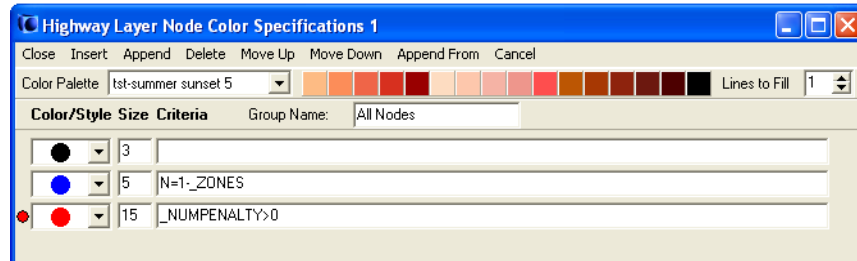 Highway Layer Node Color Specifications 1
Close Insert Append Delete Move Up Move Down Append From Cancel
Color Palette tst-summer sunset 5 Lines to Fill 1
Color/Style Size Criteria Group Name: All Nodes
3
5 N=1-_ZONES
15 _NUMPENALTY>0